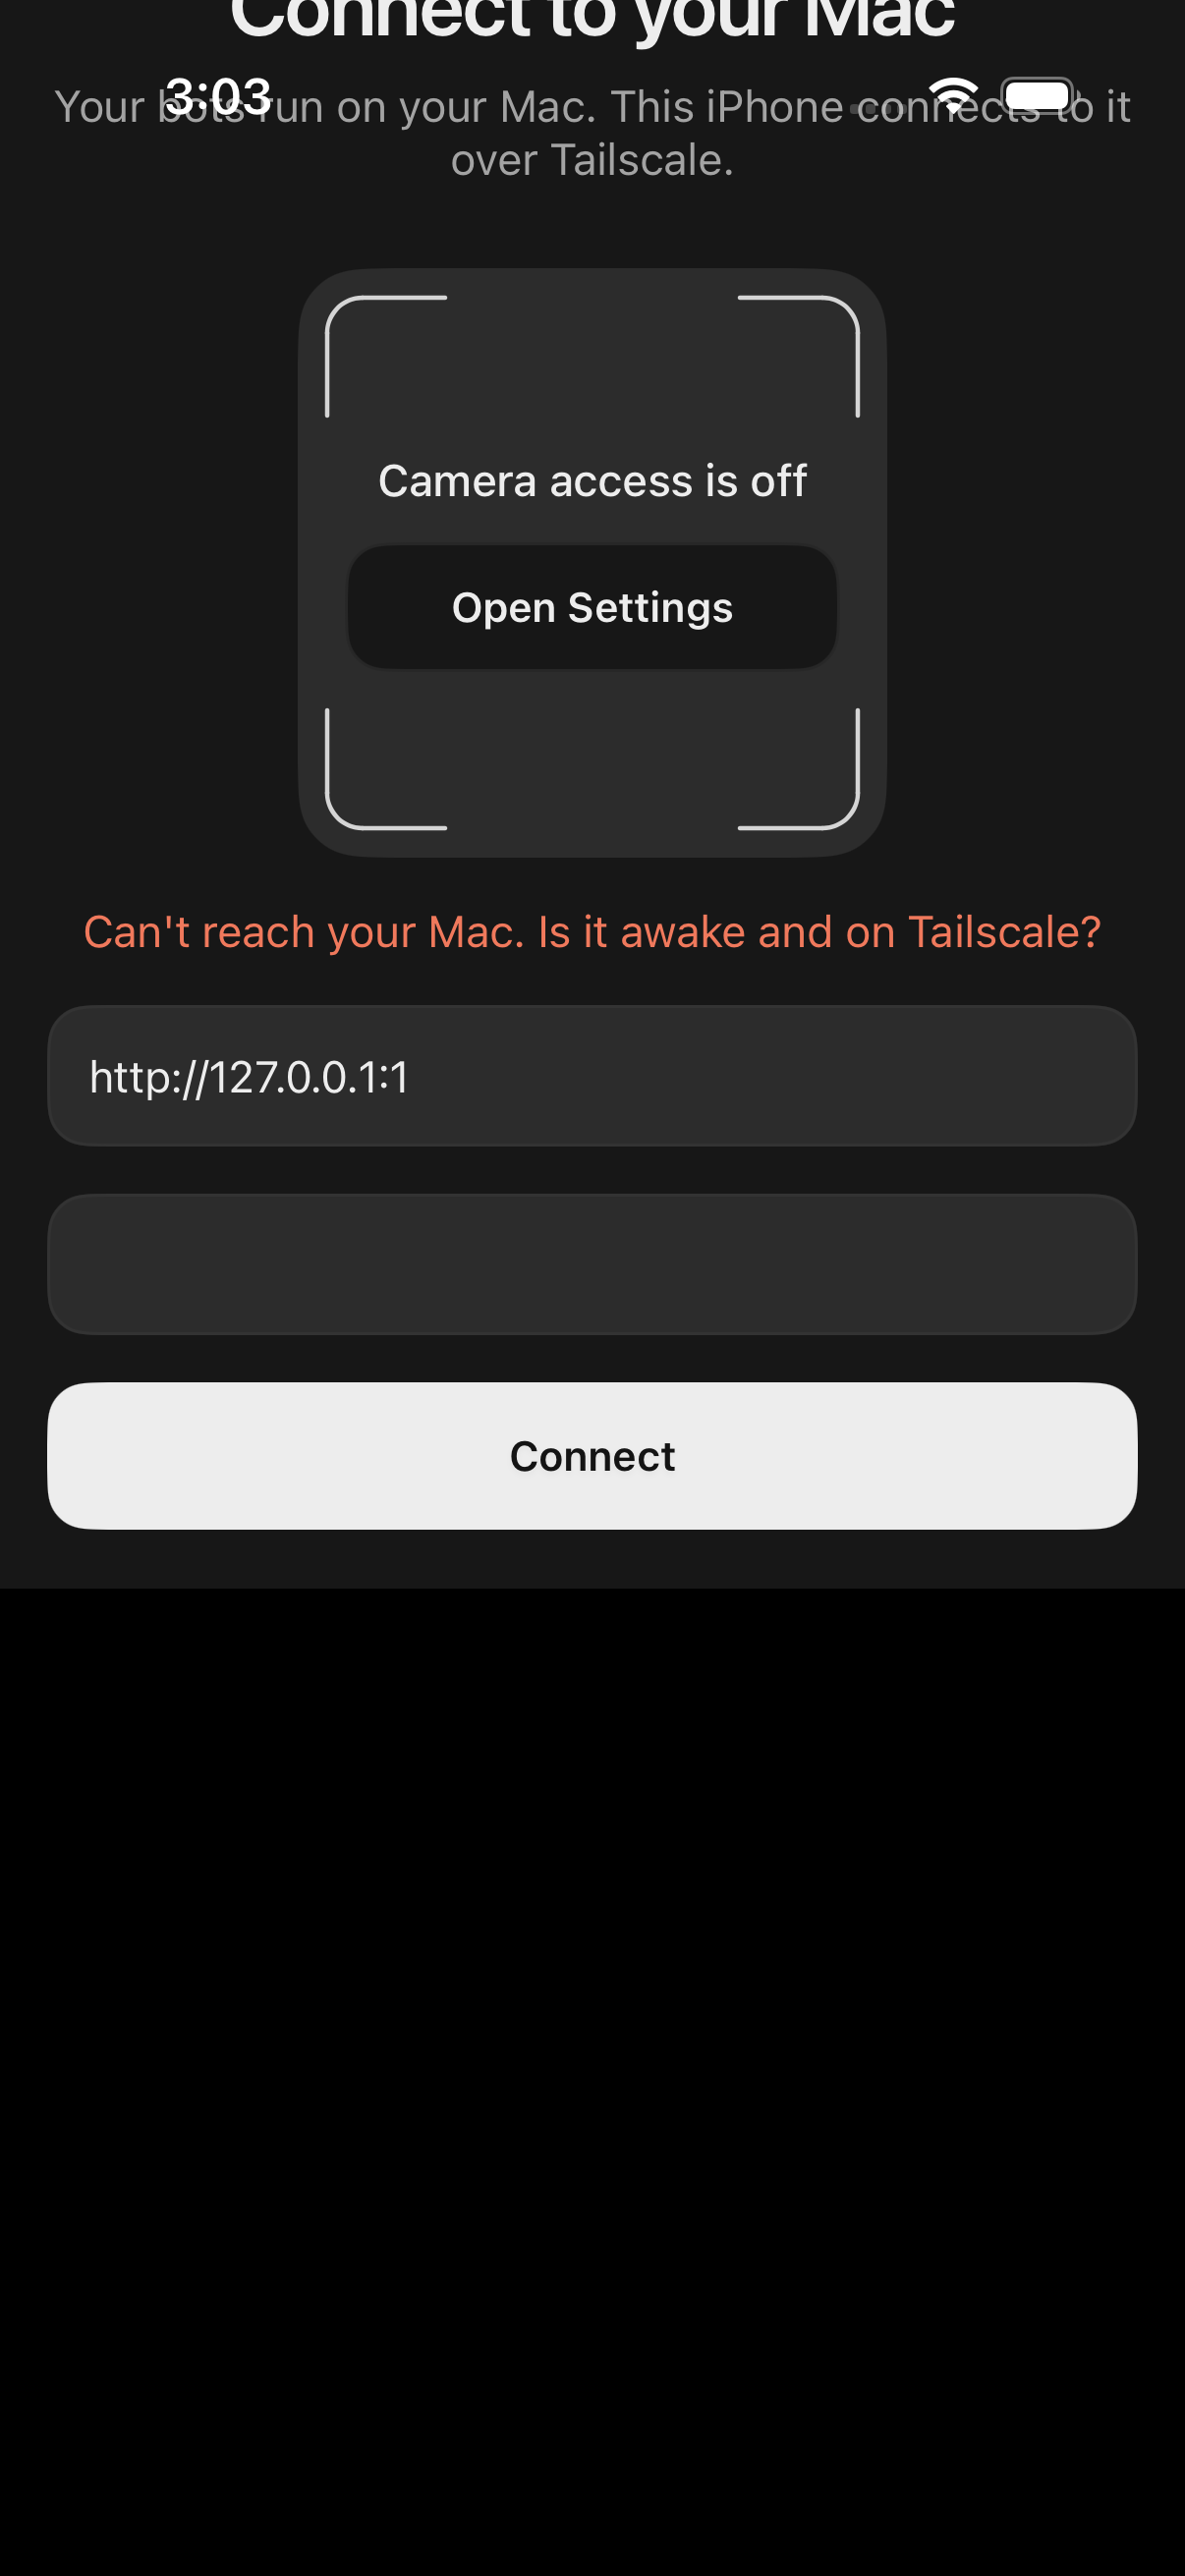 Connect to your Mac
3:03
Your bots run on your Mac. This iPhone connects to it
over Tailscale.
Camera access is off
Open Settings
Can't reach your Mac. Is it awake and on Tailscale?
http://127.0.0.1:1
Connect